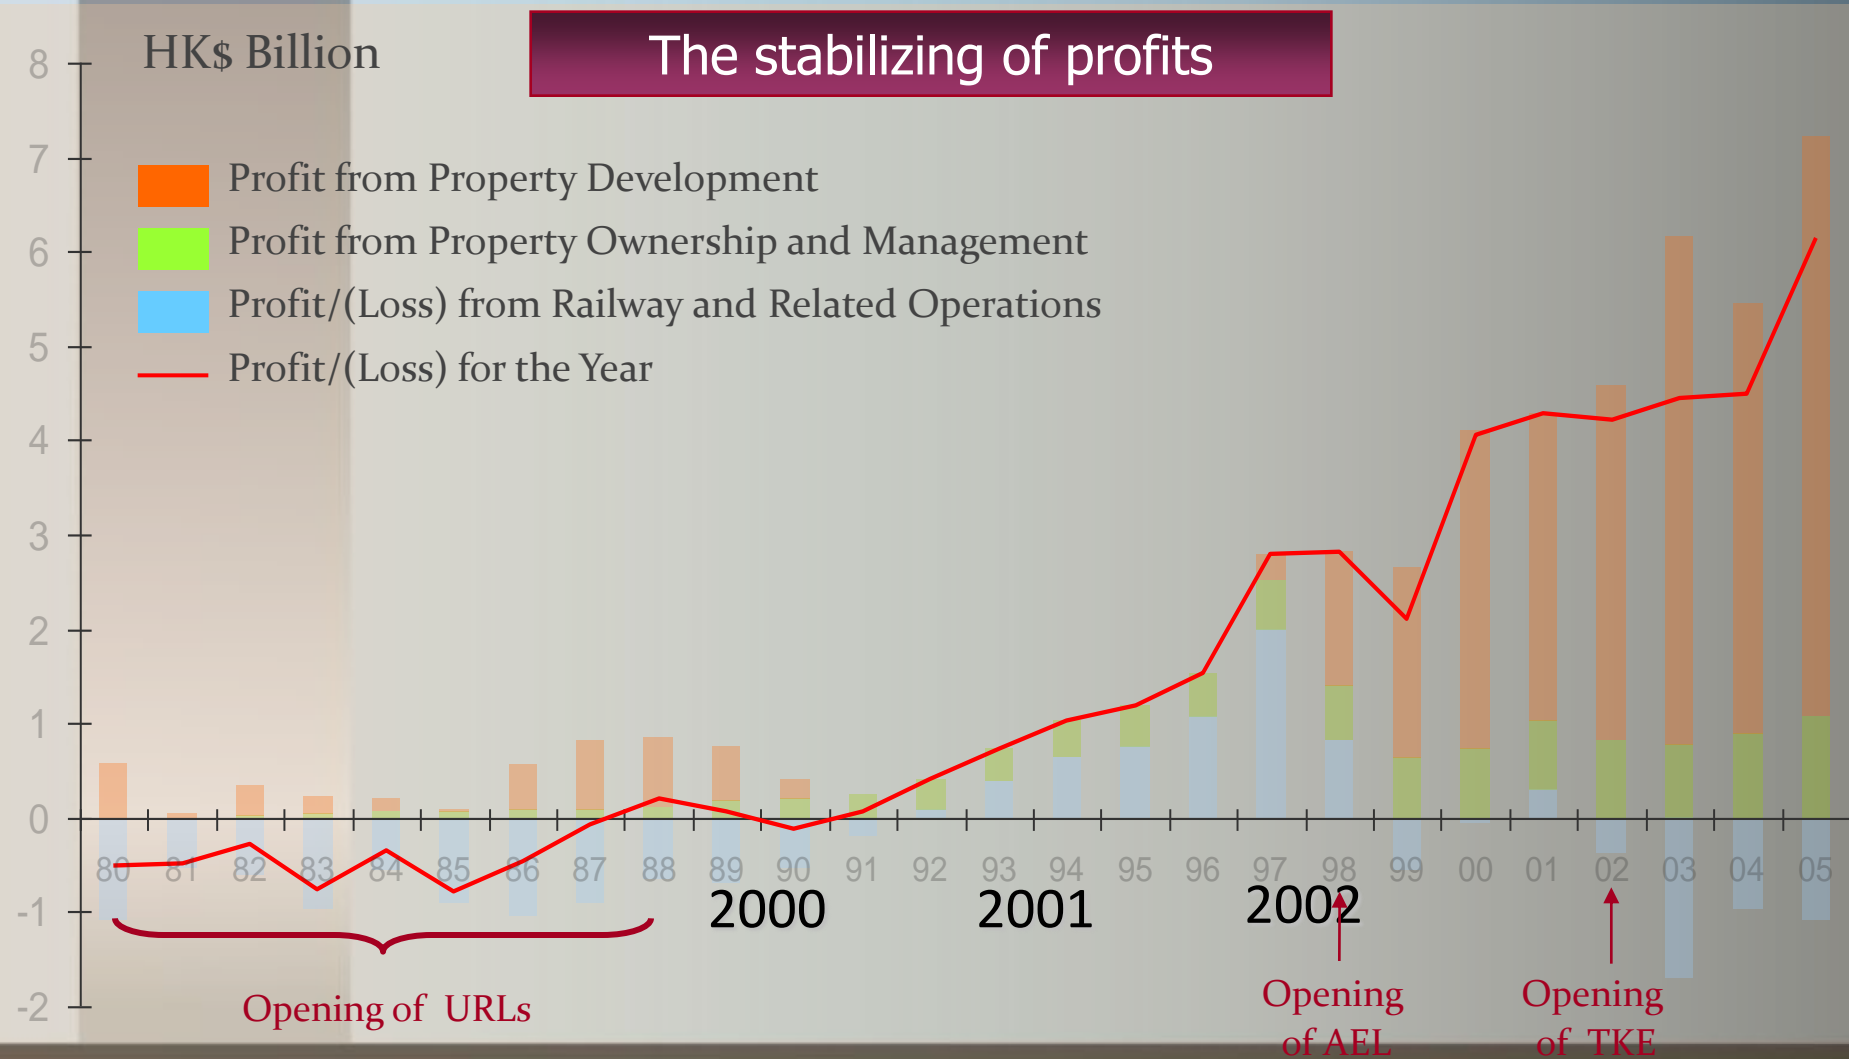 HK$ Billion
The stabilizing of profits
8
7
6
5
4
3
2
1
0
-1
-2
Profit from Property Development
Profit from Property Ownership and Management
Profit/(Loss) from Railway and Related Operations
Profit/(Loss) for the Year
80 81 82 83 84 85 86 87 88 89 90 91 92 93 94 95 96 97 98 99 00 01 02 03 04 05
2000 2001 2002
Opening of URLs
Opening
of AEL
Opening
of TKE